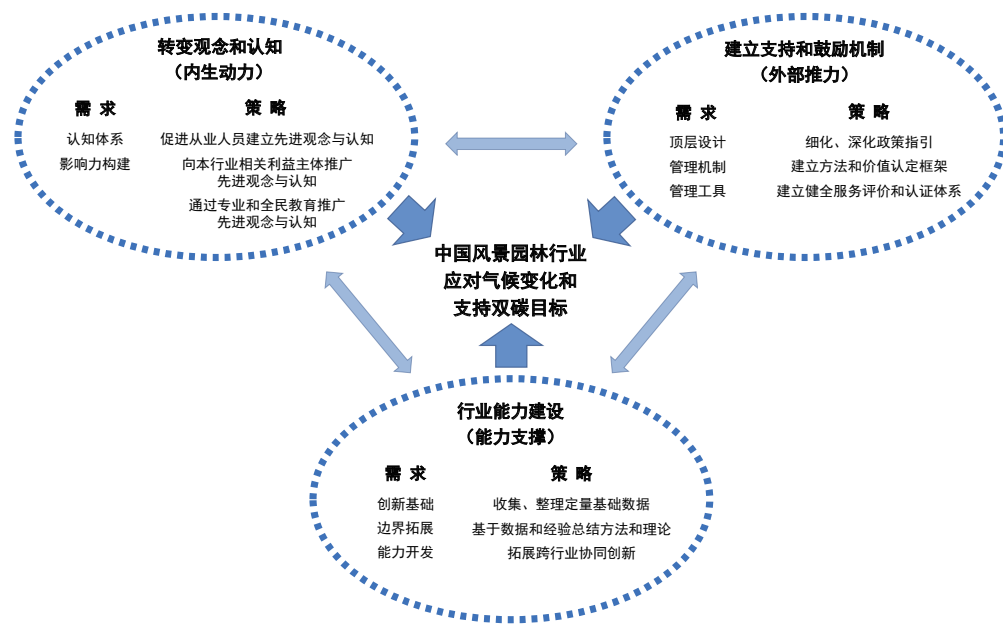 转变观念和认知
（内生动力）
需 求
策 略
认知体系
促进从业人员建立先进观念与认知
影响力构建
向本行业相关利益主体推广
先进观念与认知
通过专业和全民教育推广
先进观念与认知
建立支持和鼓励机制
（外部推力）
需 求
策 略
顶层设计
细化、深化政策指引
管理机制
建立方法和价值认定框架
管理工具
建立健全服务评价和认证体系
中国风景园林行业
应对气候变化和
支持双碳目标
行业能力建设
（能力支撑）
需 求
策 略
创新基础
收集、整理定量基础数据
边界拓展
基于数据和经验总结方法和理论
能力开发
拓展跨行业协同创新